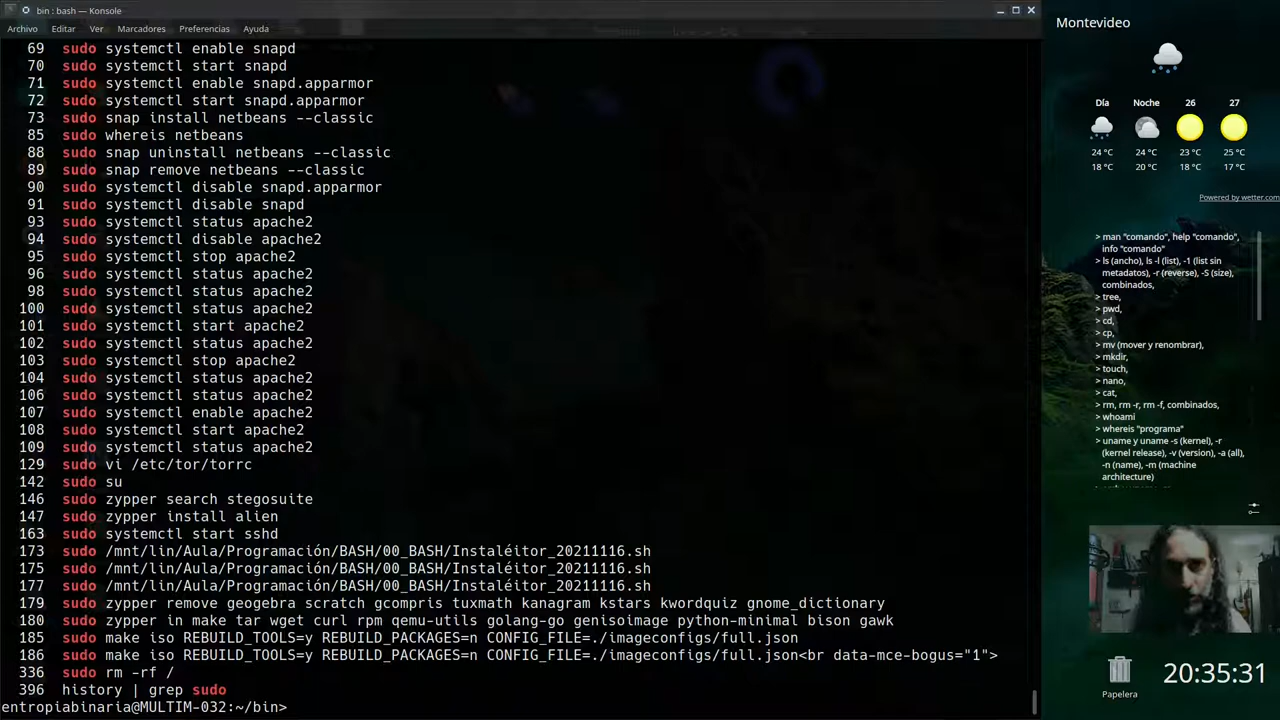 bin : bash — Konsole
Archivo Editar Ver Marcadores Preferencias Ayuda
69 sudo systemctl enable snapd
70 sudo systemctl start snapd
71 sudo systemctl enable snapd.apparmor
72 sudo systemctl start snapd.apparmor
73 sudo snap install netbeans --classic
85 sudo whereis netbeans
88 sudo snap uninstall netbeans --classic
89 sudo snap remove netbeans --classic
90 sudo systemctl disable snapd.apparmor
91 sudo systemctl disable snapd
93 sudo systemctl status apache2
94 sudo systemctl disable apache2
95 sudo systemctl stop apache2
96 sudo systemctl status apache2
98 sudo systemctl status apache2
100 sudo systemctl status apache2
101 sudo systemctl start apache2
102 sudo systemctl status apache2
103 sudo systemctl stop apache2
104 sudo systemctl status apache2
106 sudo systemctl status apache2
107 sudo systemctl enable apache2
108 sudo systemctl start apache2
109 sudo systemctl status apache2
129 sudo vi /etc/tor/torrc
142 sudo su
146 sudo zypper search stegosuite
147 sudo zypper install alien
163 sudo systemctl start sshd
173 sudo /mnt/lin/Aula/Programación/BASH/00_BASH/Instaléitor_20211116.sh
175 sudo /mnt/lin/Aula/Programación/BASH/00_BASH/Instaléitor_20211116.sh
177 sudo /mnt/lin/Aula/Programación/BASH/00_BASH/Instaléitor_20211116.sh
179 sudo zypper remove geogebra scratch gcompris tuxmath kanagram kstars kwordquiz gnome_dictionary
180 sudo zypper in make tar wget curl rpm qemu-utils golang-go genisoimage python-minimal bison gawk
185 sudo make iso REBUILD_TOOLS=y REBUILD_PACKAGES=n CONFIG_FILE=./imageconfigs/full.json
186 sudo make iso REBUILD_TOOLS=y REBUILD_PACKAGES=n CONFIG_FILE=./imageconfigs/full.json<br data-mce-bogus="1">
336 sudo rm -rf /
396 history | grep sudo
entropiabinaria@MULTIM-032:~/bin>
Montevideo
Día Noche 26 27
24 °C 24 °C 23 °C 25 °C
18 °C 20 °C 18 °C 17 °C
Powered by wetter.com
> man "comando", help "comando",
info "comando"
> ls (ancho), ls -l (list), -1 (list sin
metadatos), -r (reverse), -S (size),
combinados,
> tree,
> pwd,
> cd,
> cp,
> mv (mover y renombrar),
> mkdir,
> touch,
> nano,
> cat,
> rm, rm -r, rm -f, combinados,
> whoami
> whereis "programa"
> uname y uname -s (kernel), -r
(kernel release), -v (version), -a (all),
-n (name), -m (machine
architecture)
Papelera
20:35:31